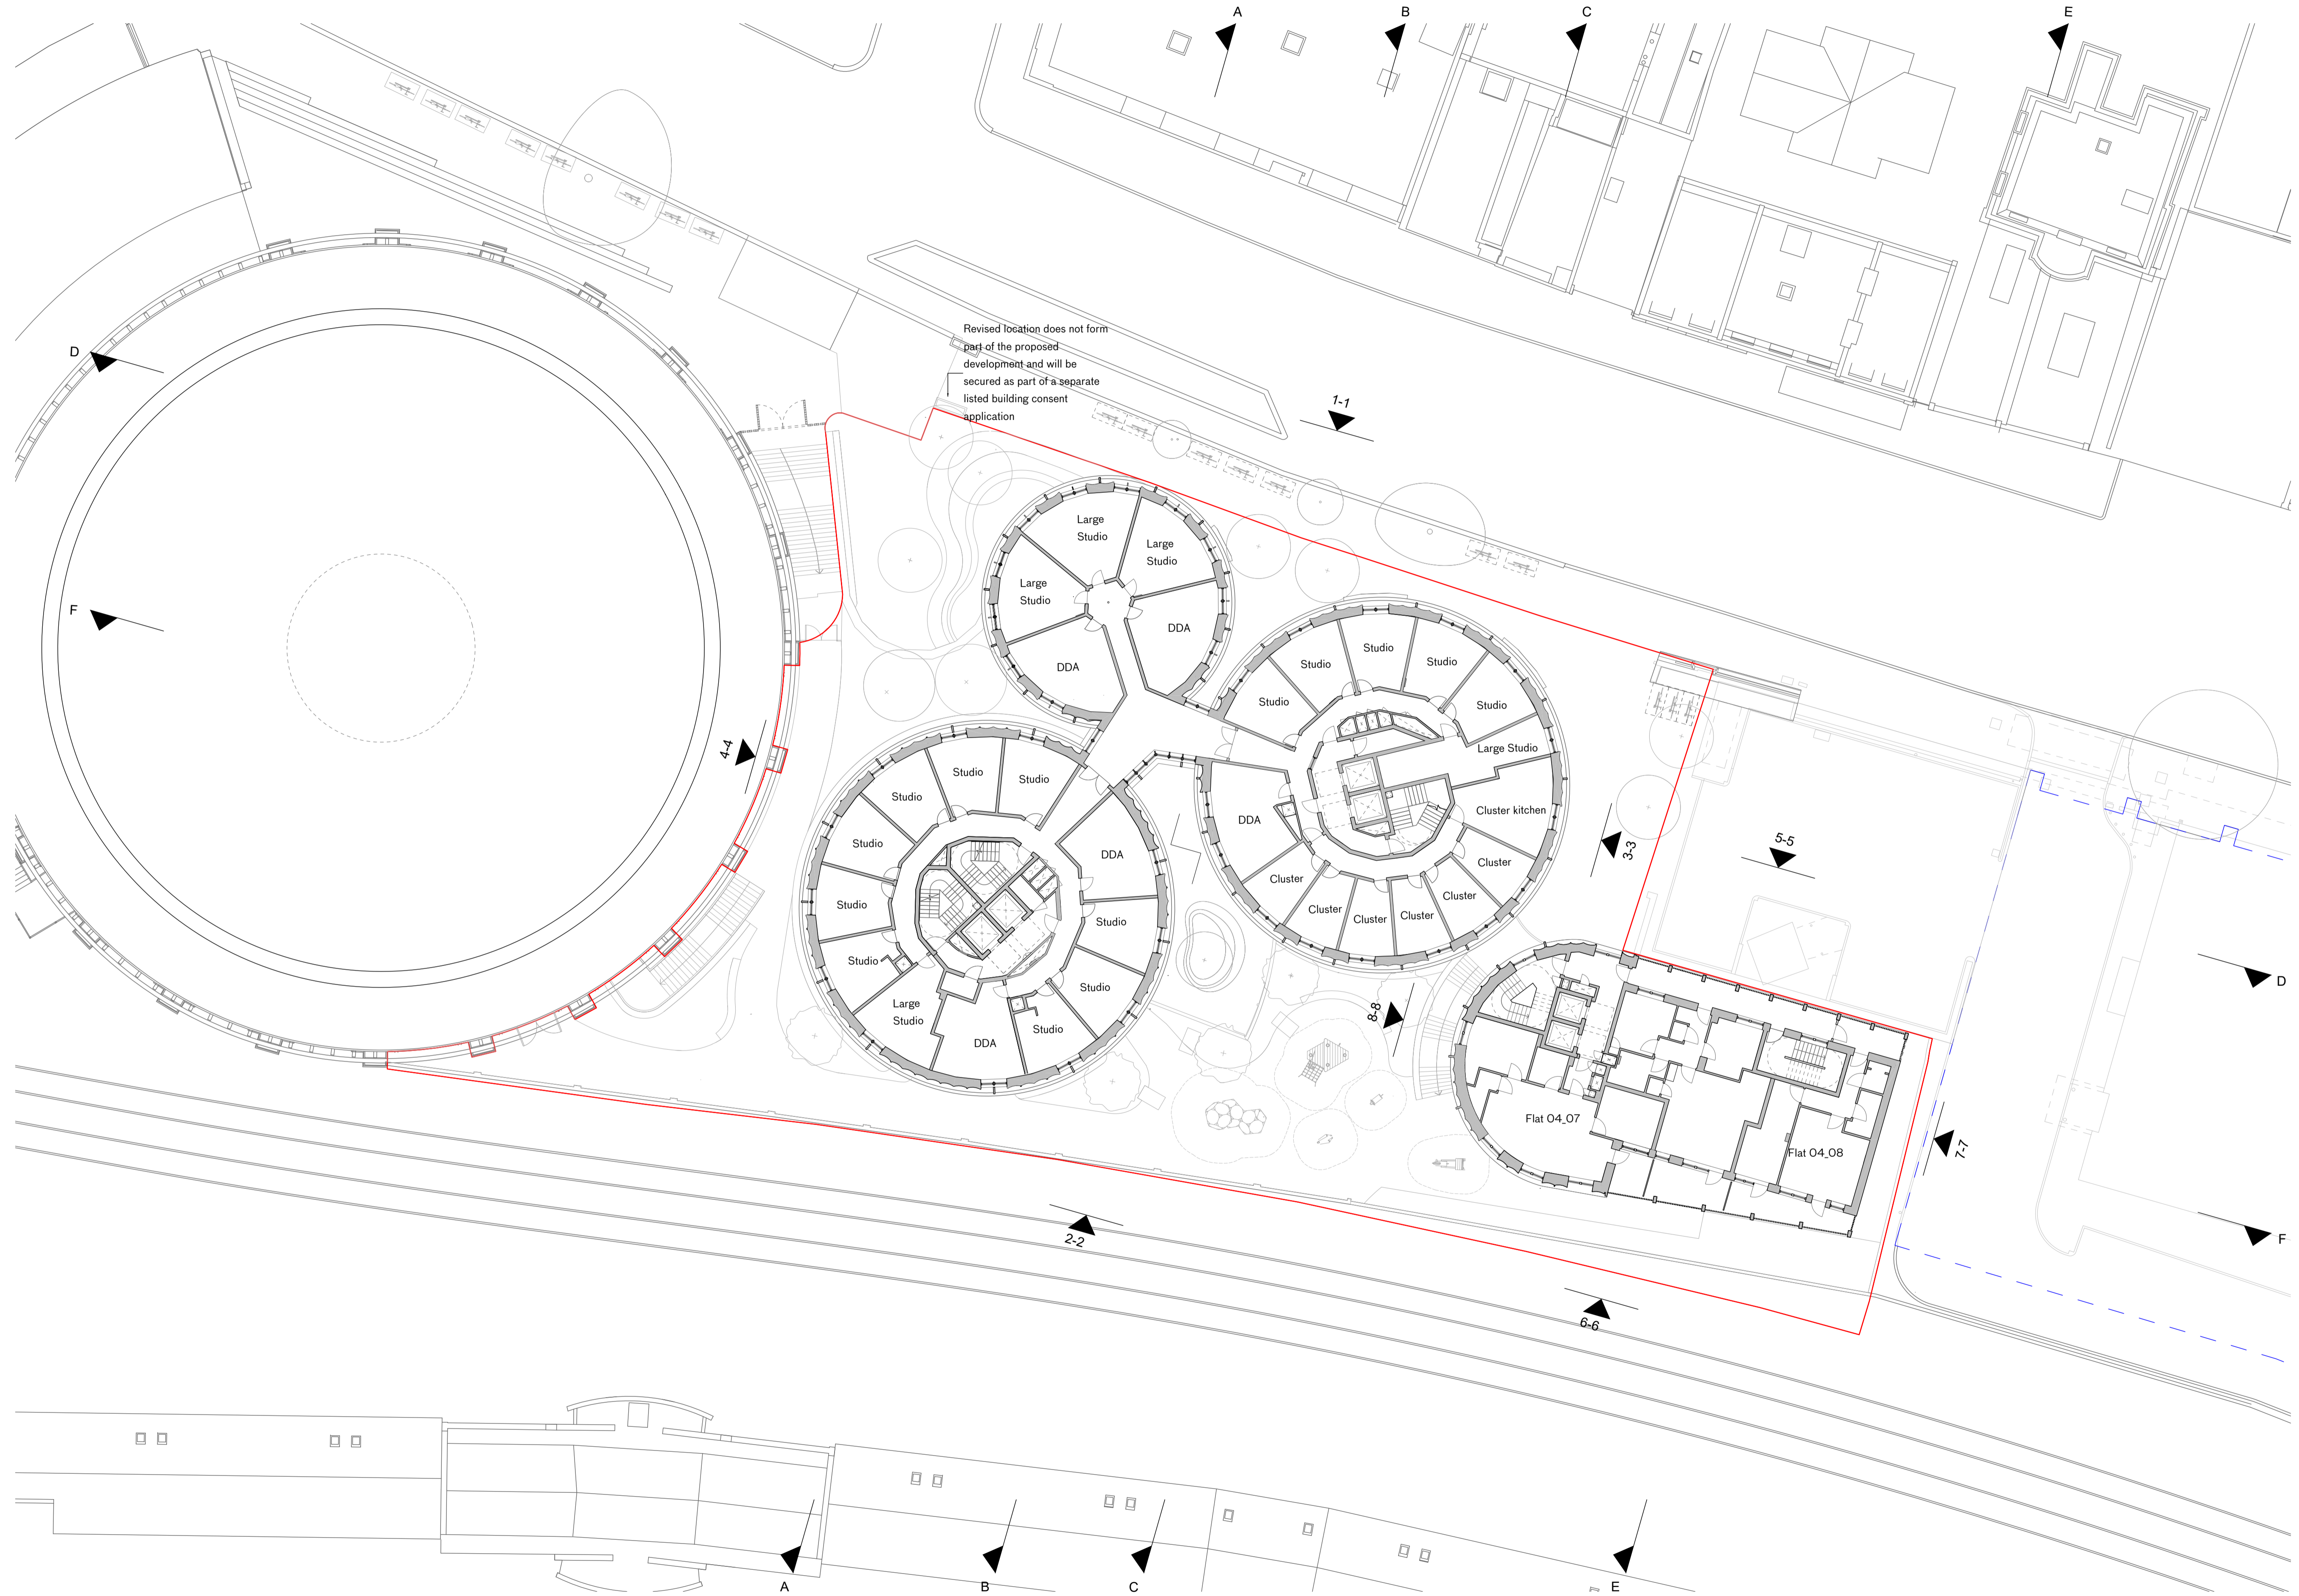 A
B
C
E
Revised location does not form
part of the proposed
development and will be
secured as part of a separate
listed building consent
application
D
1-1
Large
Studio
Large
Studio
Large
Studio
DDA
DDA
F
Studio
Studio
Studio
Studio
Studio
Large Studio
Cluster kitchen
DDA
Cluster
Cluster
Cluster
Cluster
Cluster
Cluster
4-4
Studio
Studio
Studio
Studio
Studio
Studio
Large
Studio
DDA
Studio
Studio
Studio
DDA
3-3
5-5
D
8-8
Flat 04_07
Flat 04_08
7-7
2-2
F
6-6
A
B
C
E